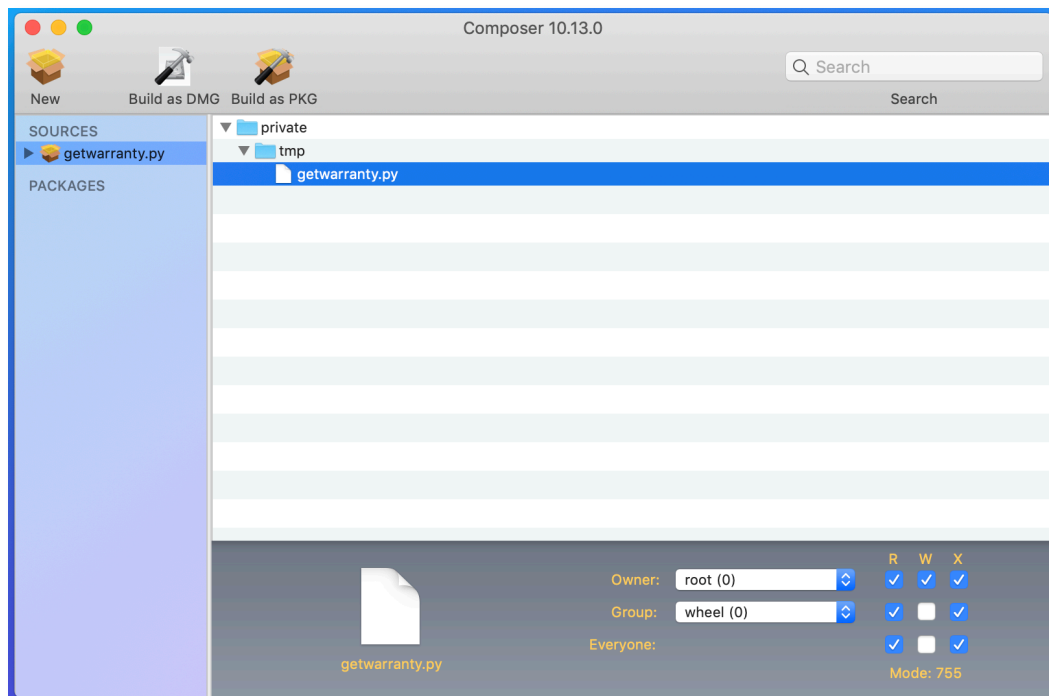 Composer 10.13.0
New
Build as DMG
Build as PKG
Search
Search
SOURCES
getwarranty.py
PACKAGES
private
tmp
getwarranty.py
R W X
Owner: root (0)
Group: wheel (0)
Everyone:
Mode: 755
getwarranty.py